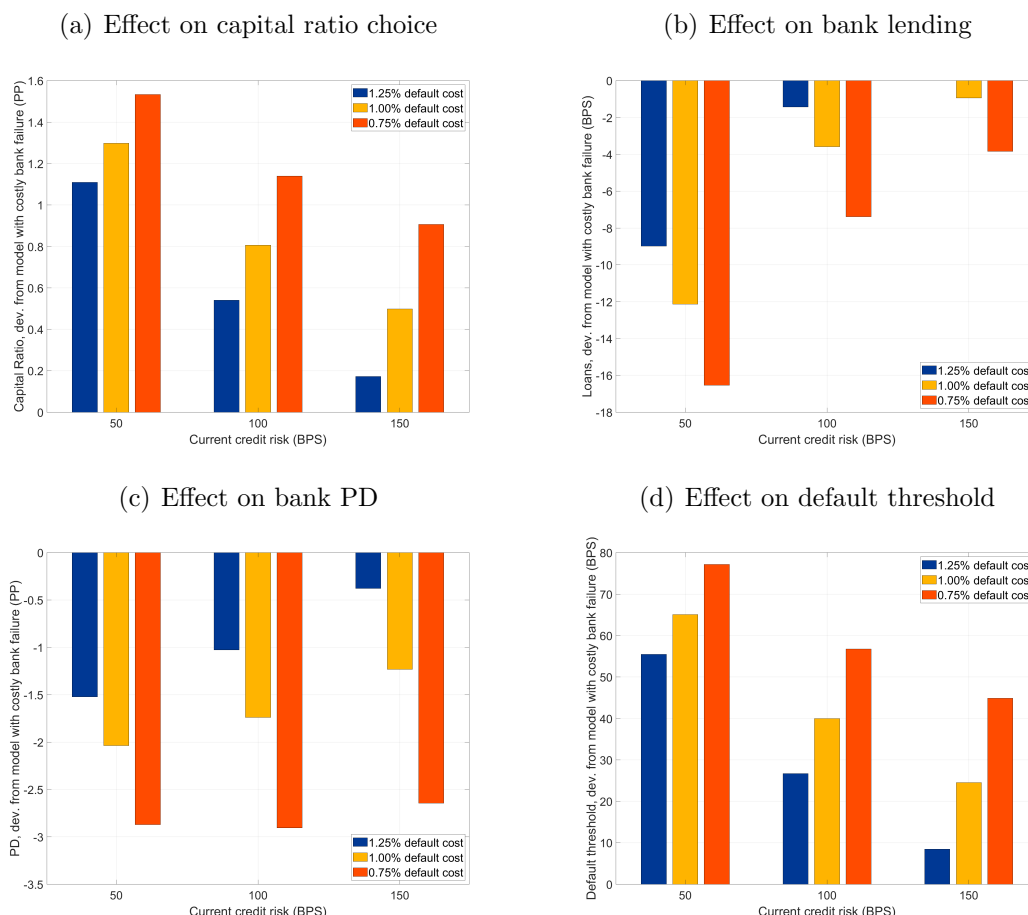 (a) Effect on capital ratio choice
Capital Ratio, dev. from model with costly bank failure (PP)
1.6
1.4
1.2
1
0.8
0.6
0.4
0.2
0
1.25% default cost
1.00% default cost
0.75% default cost
50 100 150
Current credit risk (BPS)
(b) Effect on bank lending
Loans, dev. from model with costly bank failure (BPS)
0
-2
-4
-6
-8
-10
-12
-14
-16
-18
1.25% default cost
1.00% default cost
0.75% default cost
50 100 150
Current credit risk (BPS)
(c) Effect on bank PD
PD, dev. from model with costly bank failure (PP)
0
-0.5
-1
-1.5
-2
-2.5
-3
-3.5
1.25% default cost
1.00% default cost
0.75% default cost
50 100 150
Current credit risk (BPS)
(d) Effect on default threshold
Default threshold, dev. from model with costly bank failure (BPS)
80
70
60
50
40
30
20
10
0
1.25% default cost
1.00% default cost
0.75% default cost
50 100 150
Current credit risk (BPS)